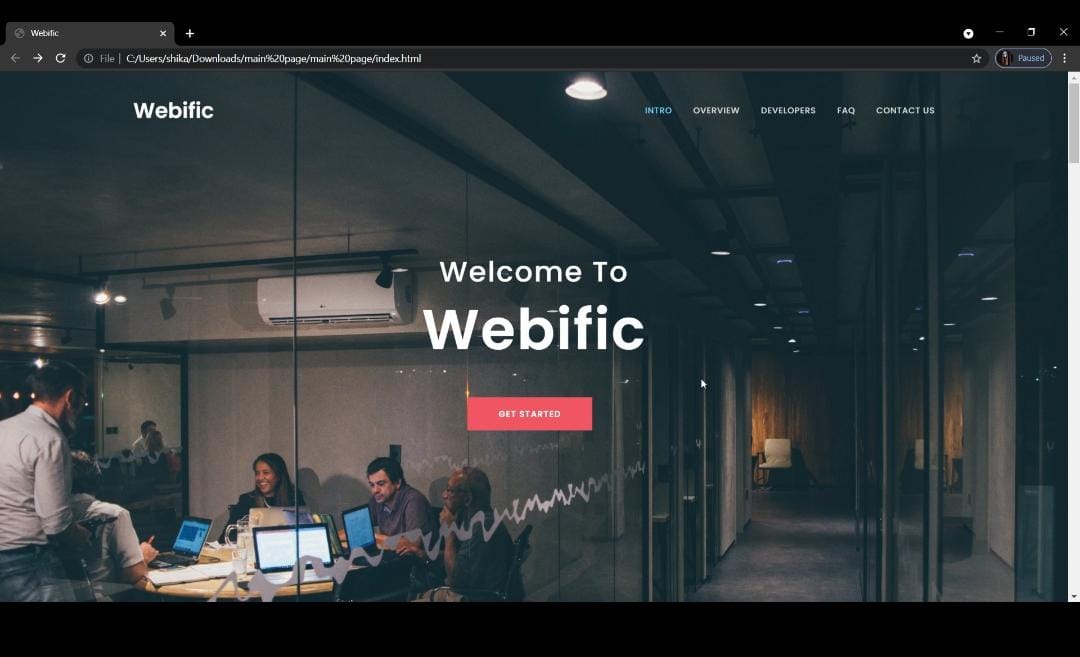 Webific
File | C:/Users/shika/Downloads/main%20page/main%20page/index.html
Paused
Webific
INTRO OVERVIEW DEVELOPERS FAQ CONTACT US
Welcome To
Webific
GET STARTED